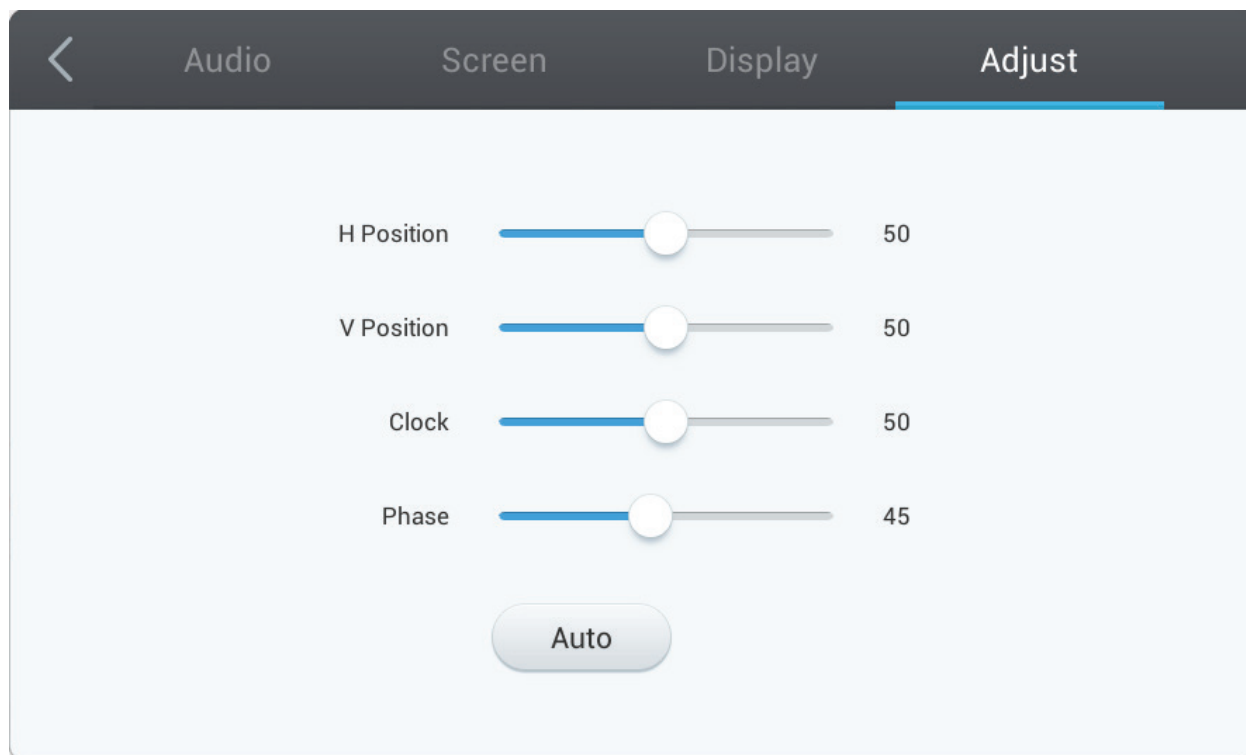 Audio Screen Display Adjust
H Position 50
V Position 50
Clock 50
Phase 45
Auto